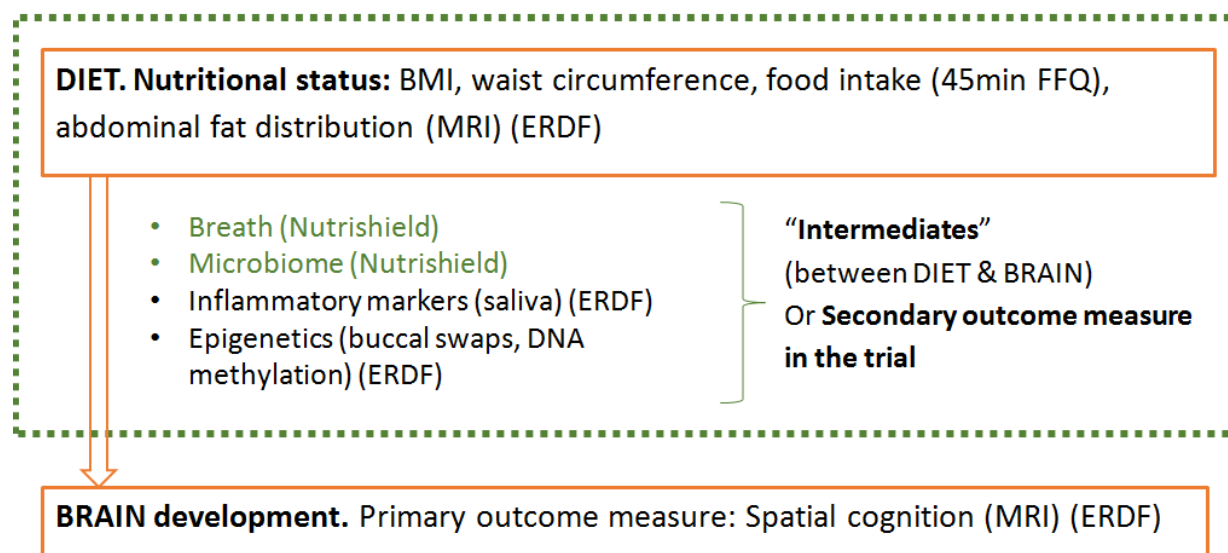 DIET. Nutritional status: BMI, waist circumference, food intake (45min FFQ),
abdominal fat distribution (MRI) (ERDF)
• Breath (Nutrishield)
• Microbiome (Nutrishield)
• Inflammatory markers (saliva) (ERDF)
• Epigenetics (buccal swaps, DNA
methylation) (ERDF)
“Intermediates”
(between DIET & BRAIN)
Or Secondary outcome measure
in the trial
BRAIN development. Primary outcome measure: Spatial cognition (MRI) (ERDF)